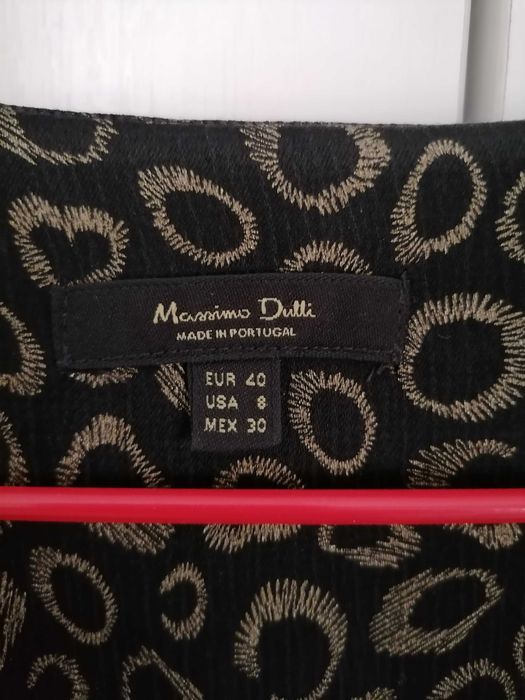 Massimo Dutti
MADE IN PORTUGAL
EUR 40
USA 8
MEX 30